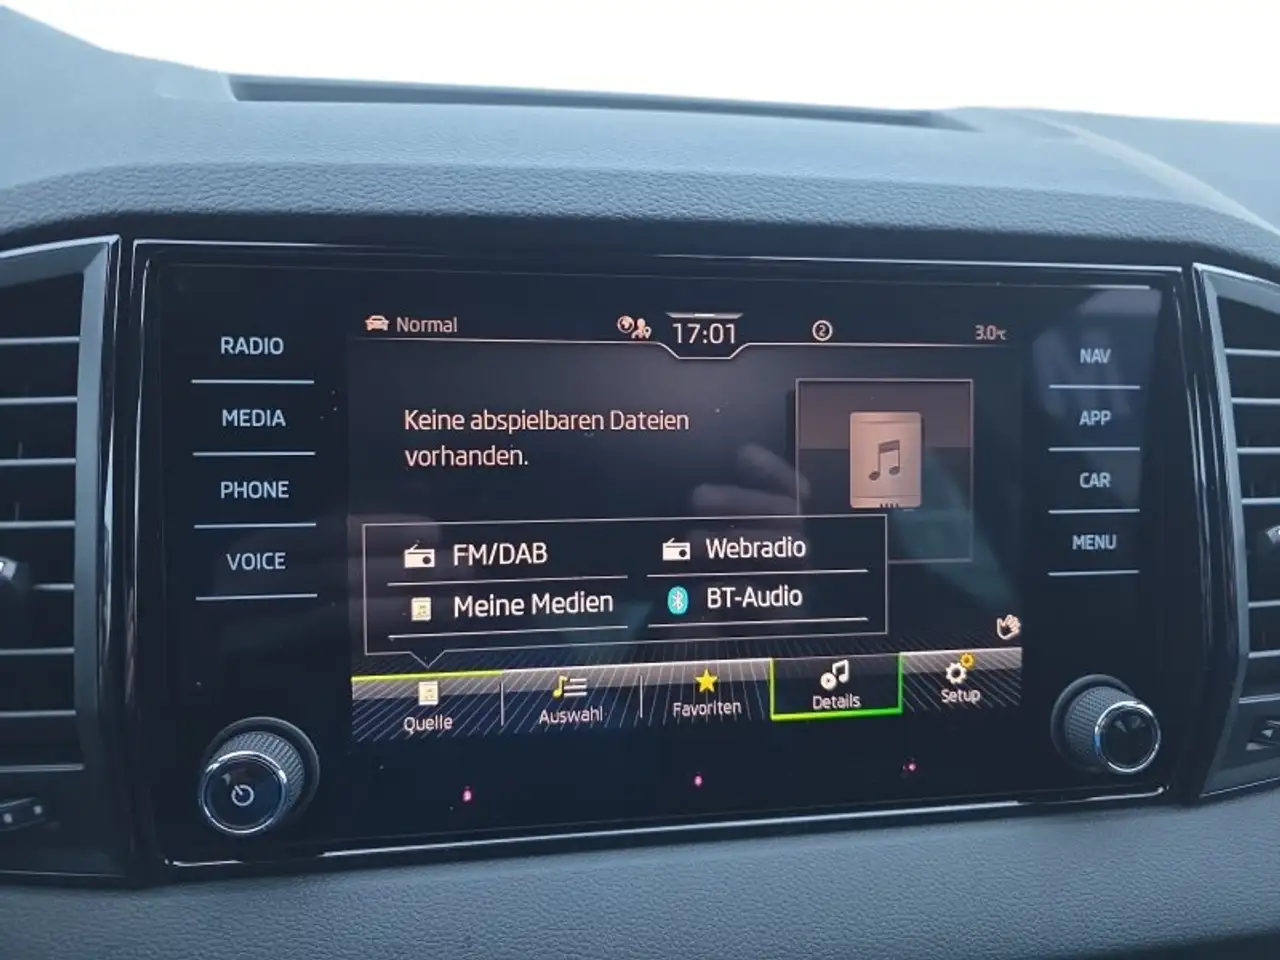 Normal
17:01
2
3.0°C
RADIO
MEDIA
PHONE
VOICE
NAV
APP
CAR
MENU
Keine abspielbaren Dateien
vorhanden.
FM/DAB
Webradio
Meine Medien
BT-Audio
Quelle
Auswahl
Favoriten
Details
Setup